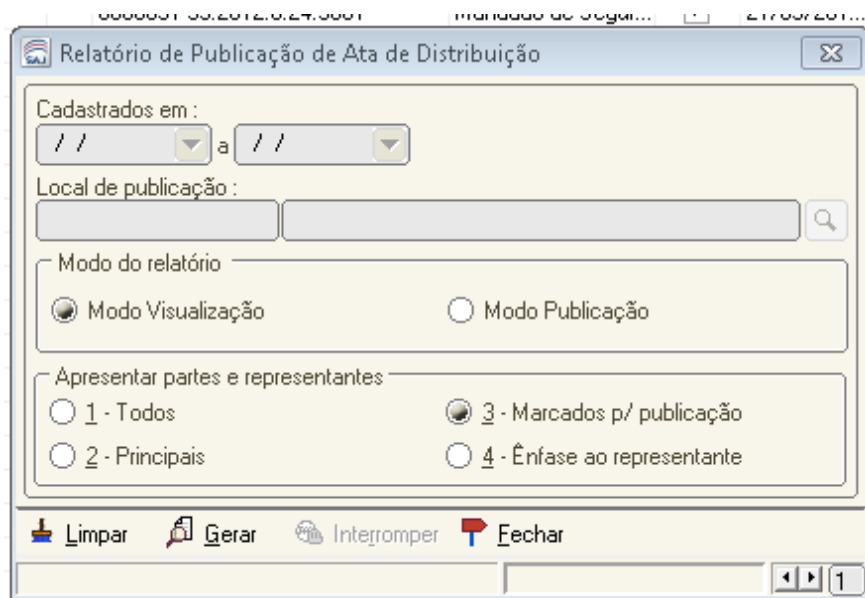 Relatório de Publicação de Ata de Distribuição
Cadastrados em :
/ / a / /
Local de publicação :
Modo do relatório
Modo Visualização Modo Publicação
Apresentar partes e representantes
1 - Todos 3 - Marcados p/ publicação
2 - Principais 4 - Ênfase ao representante
Limpar Gerar Interromper Fechar
1